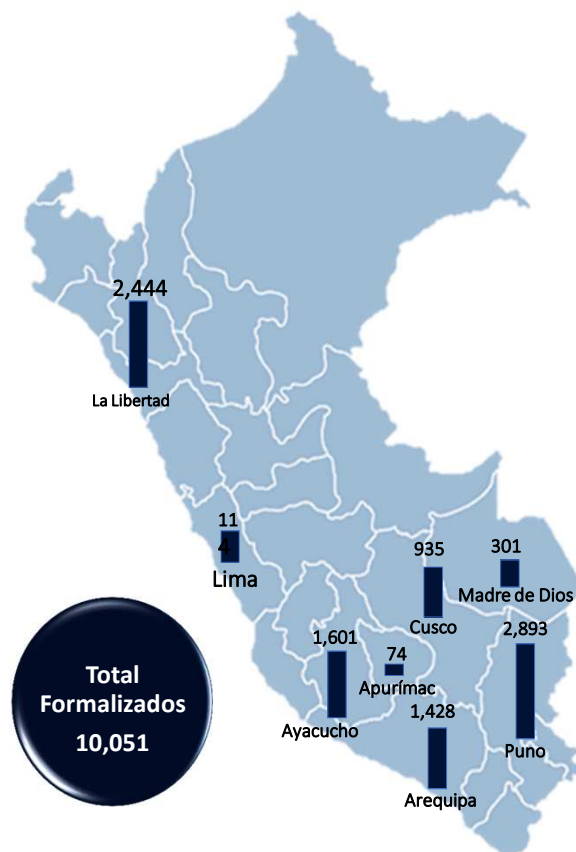 2,444
La Libertad
11
4
Lima
935
Cusco
301
Madre de Dios
2,893
Puno
1,601
Ayacucho
74
Apurímac
1,428
Arequipa
Total
Formalizados
10,051